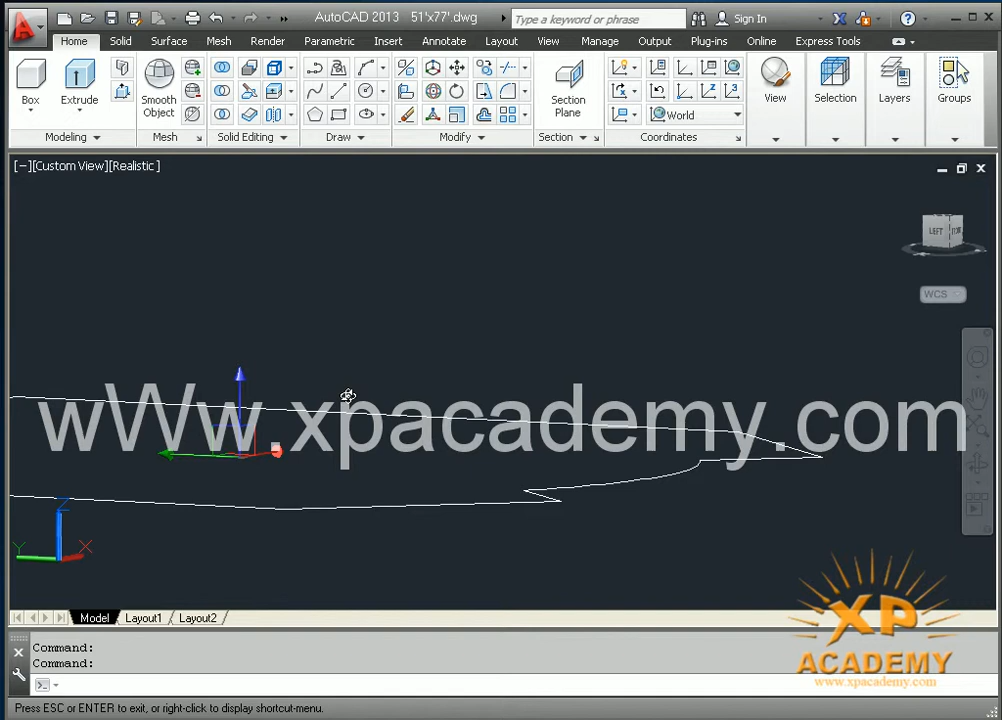 AutoCAD 2013 51'x77'.dwg
Type a keyword or phrase
Sign In
Home Solid Surface Mesh Render Parametric Insert Annotate Layout View Manage Output Plug-ins Online Express Tools
Box
Extrude
Smooth
Object
Section
Plane
World
View
Selection
Layers
Groups
Modeling
Mesh
Solid Editing
Draw
Modify
Section
Coordinates
[−][Custom View][Realistic ]
LEFT
WCS
wWw xpacademy.com
Z
Y
X
Model Layout1 Layout2
Command:
Command:
XP
ACADEMY
www.xpacademy.com
Press ESC or ENTER to exit, or right-click to display shortcut-menu.